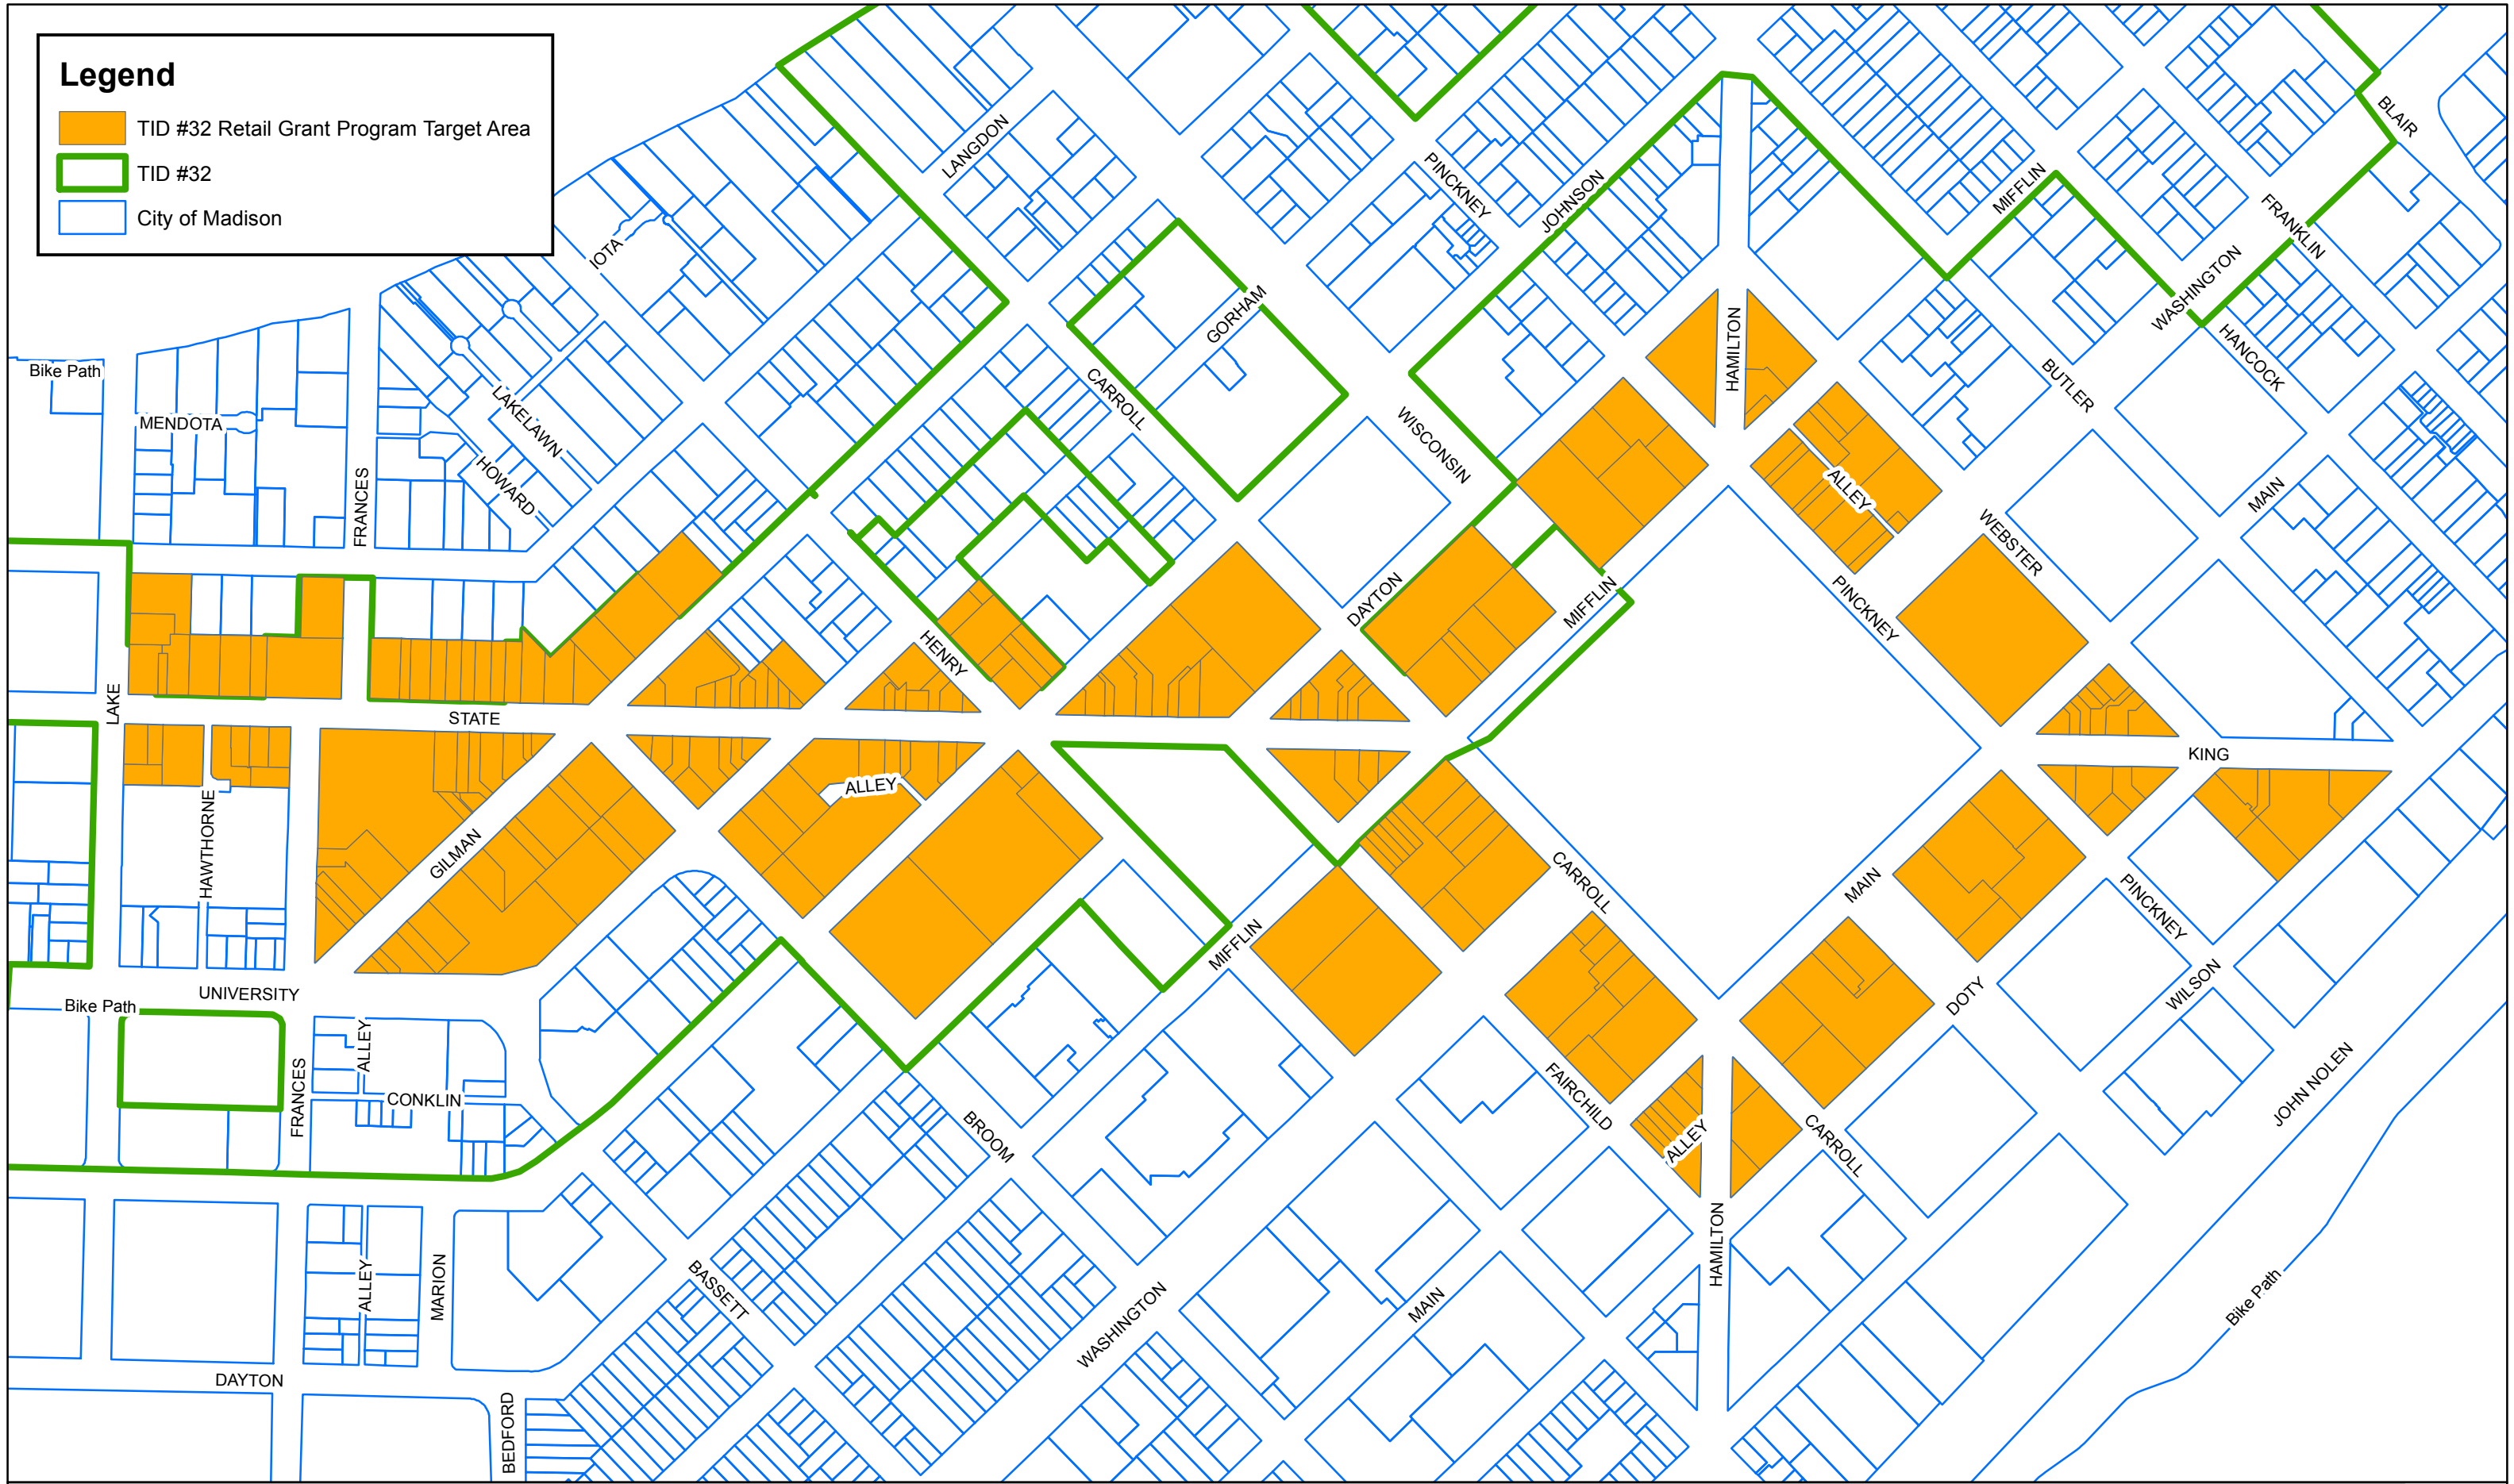 Legend
TID #32 Retail Grant Program Target Area
TID #32
City of Madison
BLAIR
LANGDON
PINCKNEY
JOHNSON
MIFFLIN
FRANKLIN
IOTA
WASHINGTON
GORHAM
HAMILTON
HANCOCK
Bike Path
BUTLER
CARROLL
LAKELAWN
MENDOTA
WISCONSIN
HOWARD
ALLEY
MAIN
FRANCES
WEBSTER
DAYTON
MIFFLIN
PINCKNEY
HENRY
LAKE
STATE
KING
ALLEY
HAWTHORNE
GILMAN
CARROLL
MAIN
PINCKNEY
MIFFLIN
UNIVERSITY
Bike Path
DOTY
WILSON
ALLEY
FRANCES
CONKLIN
JOHN NOLEN
FAIRCHILD
BROOM
ALLEY
CARROLL
HAMILTON
ALLEY
MARION
BASSETT
WASHINGTON
MAIN
Bike Path
DAYTON
BEDFORD